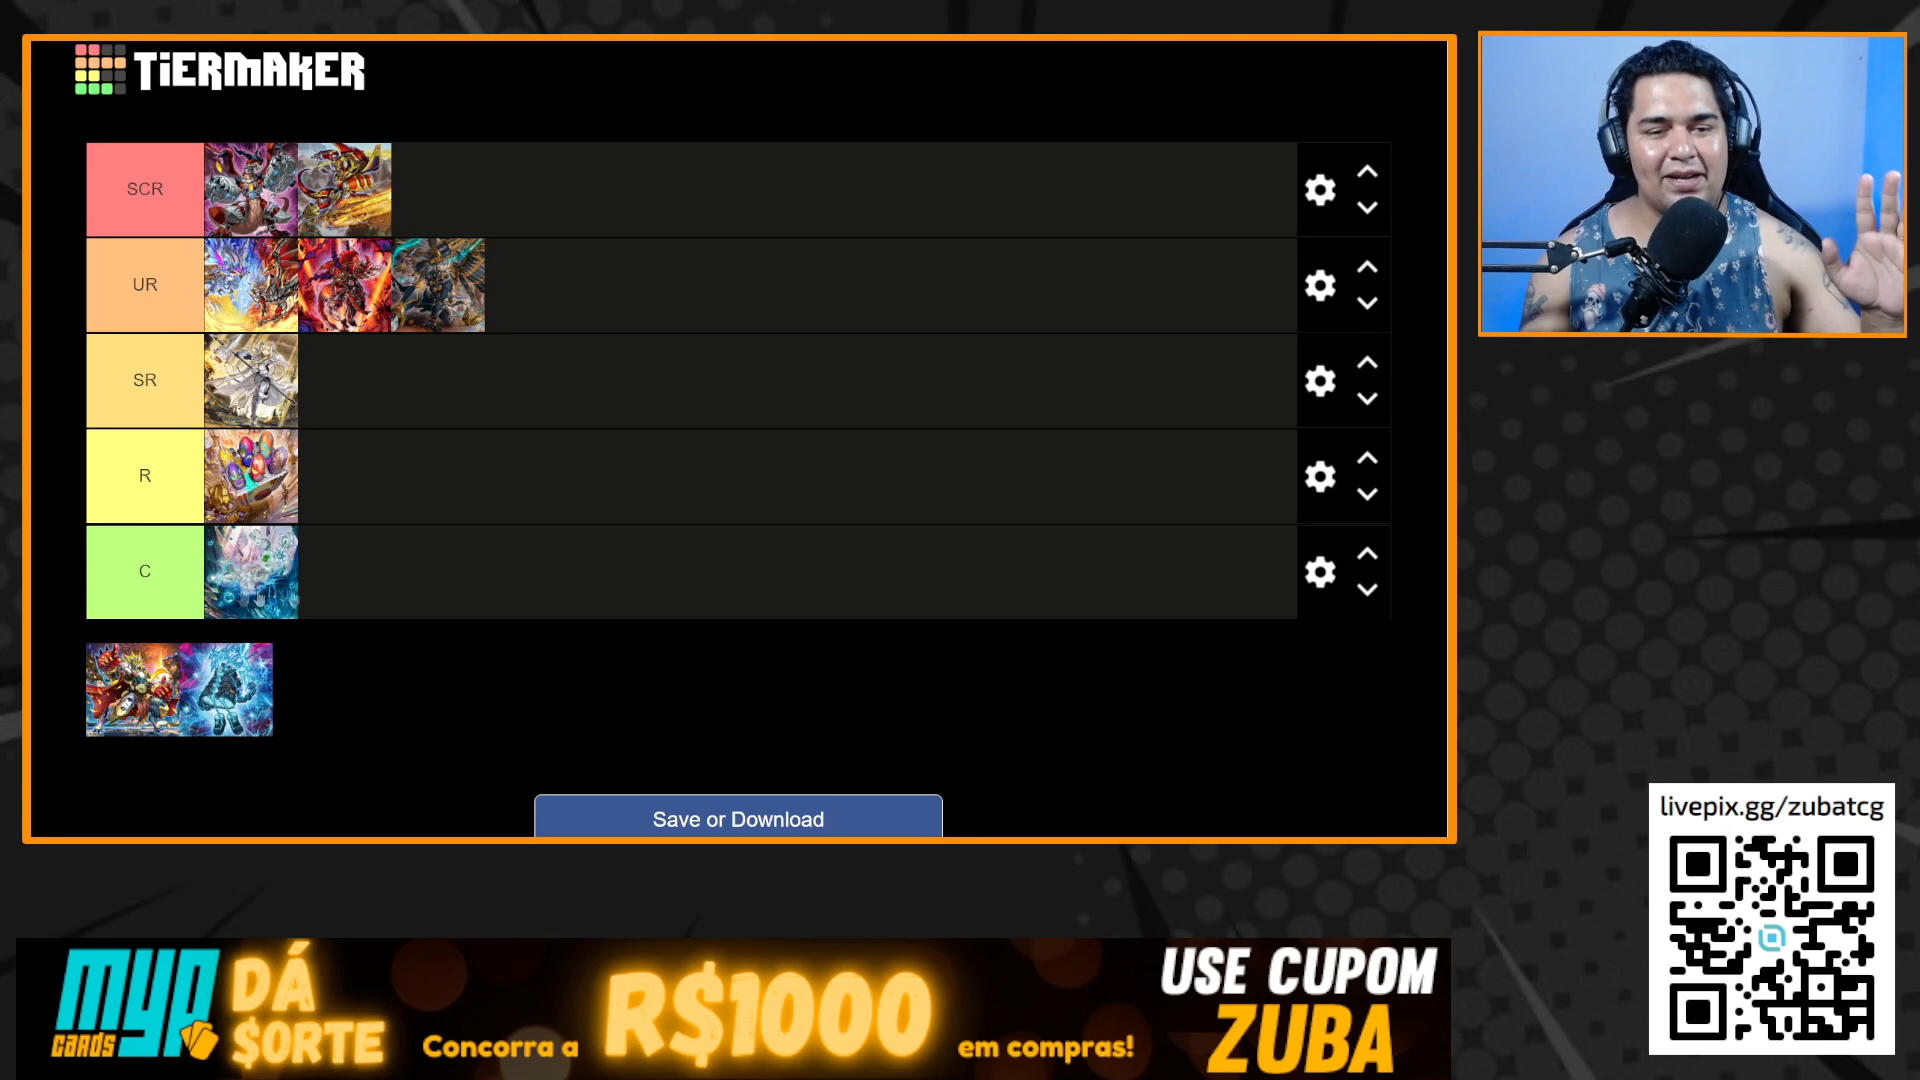 TiERMAKER
SCR
UR
SR
R
C
Save or Download
livepix.gg/zubatcg
myp
cards
DÁ
$ORTE
Concorra a
R$1000
em compras!
USE CUPOM
ZUBA